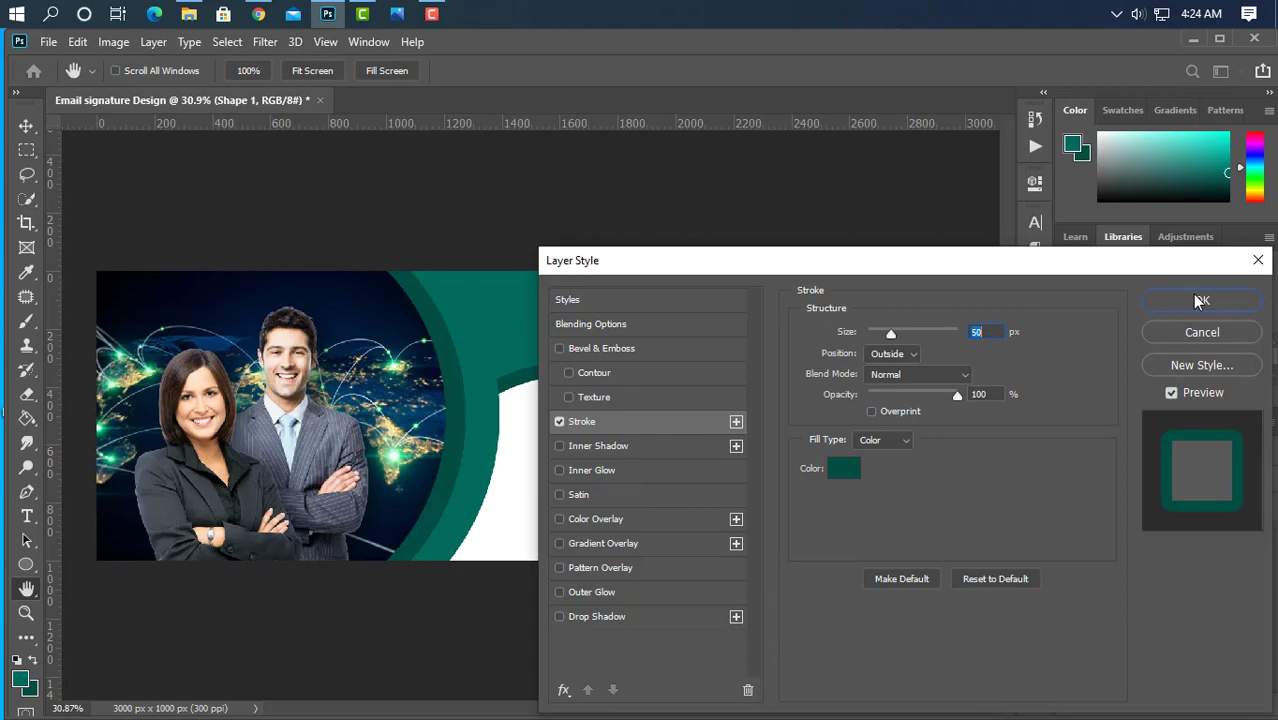 4:24 AM
Ps File Edit Image Layer Type Select Filter 3D View Window Help
Scroll All Windows 100% Fit Screen Fill Screen
Email signature Design @ 30.9% (Shape 1, RGB/8#) * ×
Color Swatches Gradients Patterns
0 200 400 600 800 1000 1200 1400 1600 1800 2000 2200 2400 2600 2800 3000
Learn Libraries Adjustments
Layer Style
Styles
Blending Options
Bevel & Emboss
Contour
Texture
Stroke
Inner Shadow
Inner Glow
Satin
Color Overlay
Gradient Overlay
Pattern Overlay
Outer Glow
Drop Shadow
fx
Stroke
Structure
Size: 50 px
Position: Outside
Blend Mode: Normal
Opacity: 100 %
Overprint
Fill Type: Color
Color:
Make Default Reset to Default
OK
Cancel
New Style...
Preview
30.87% 3000 px x 1000 px (300 ppi)